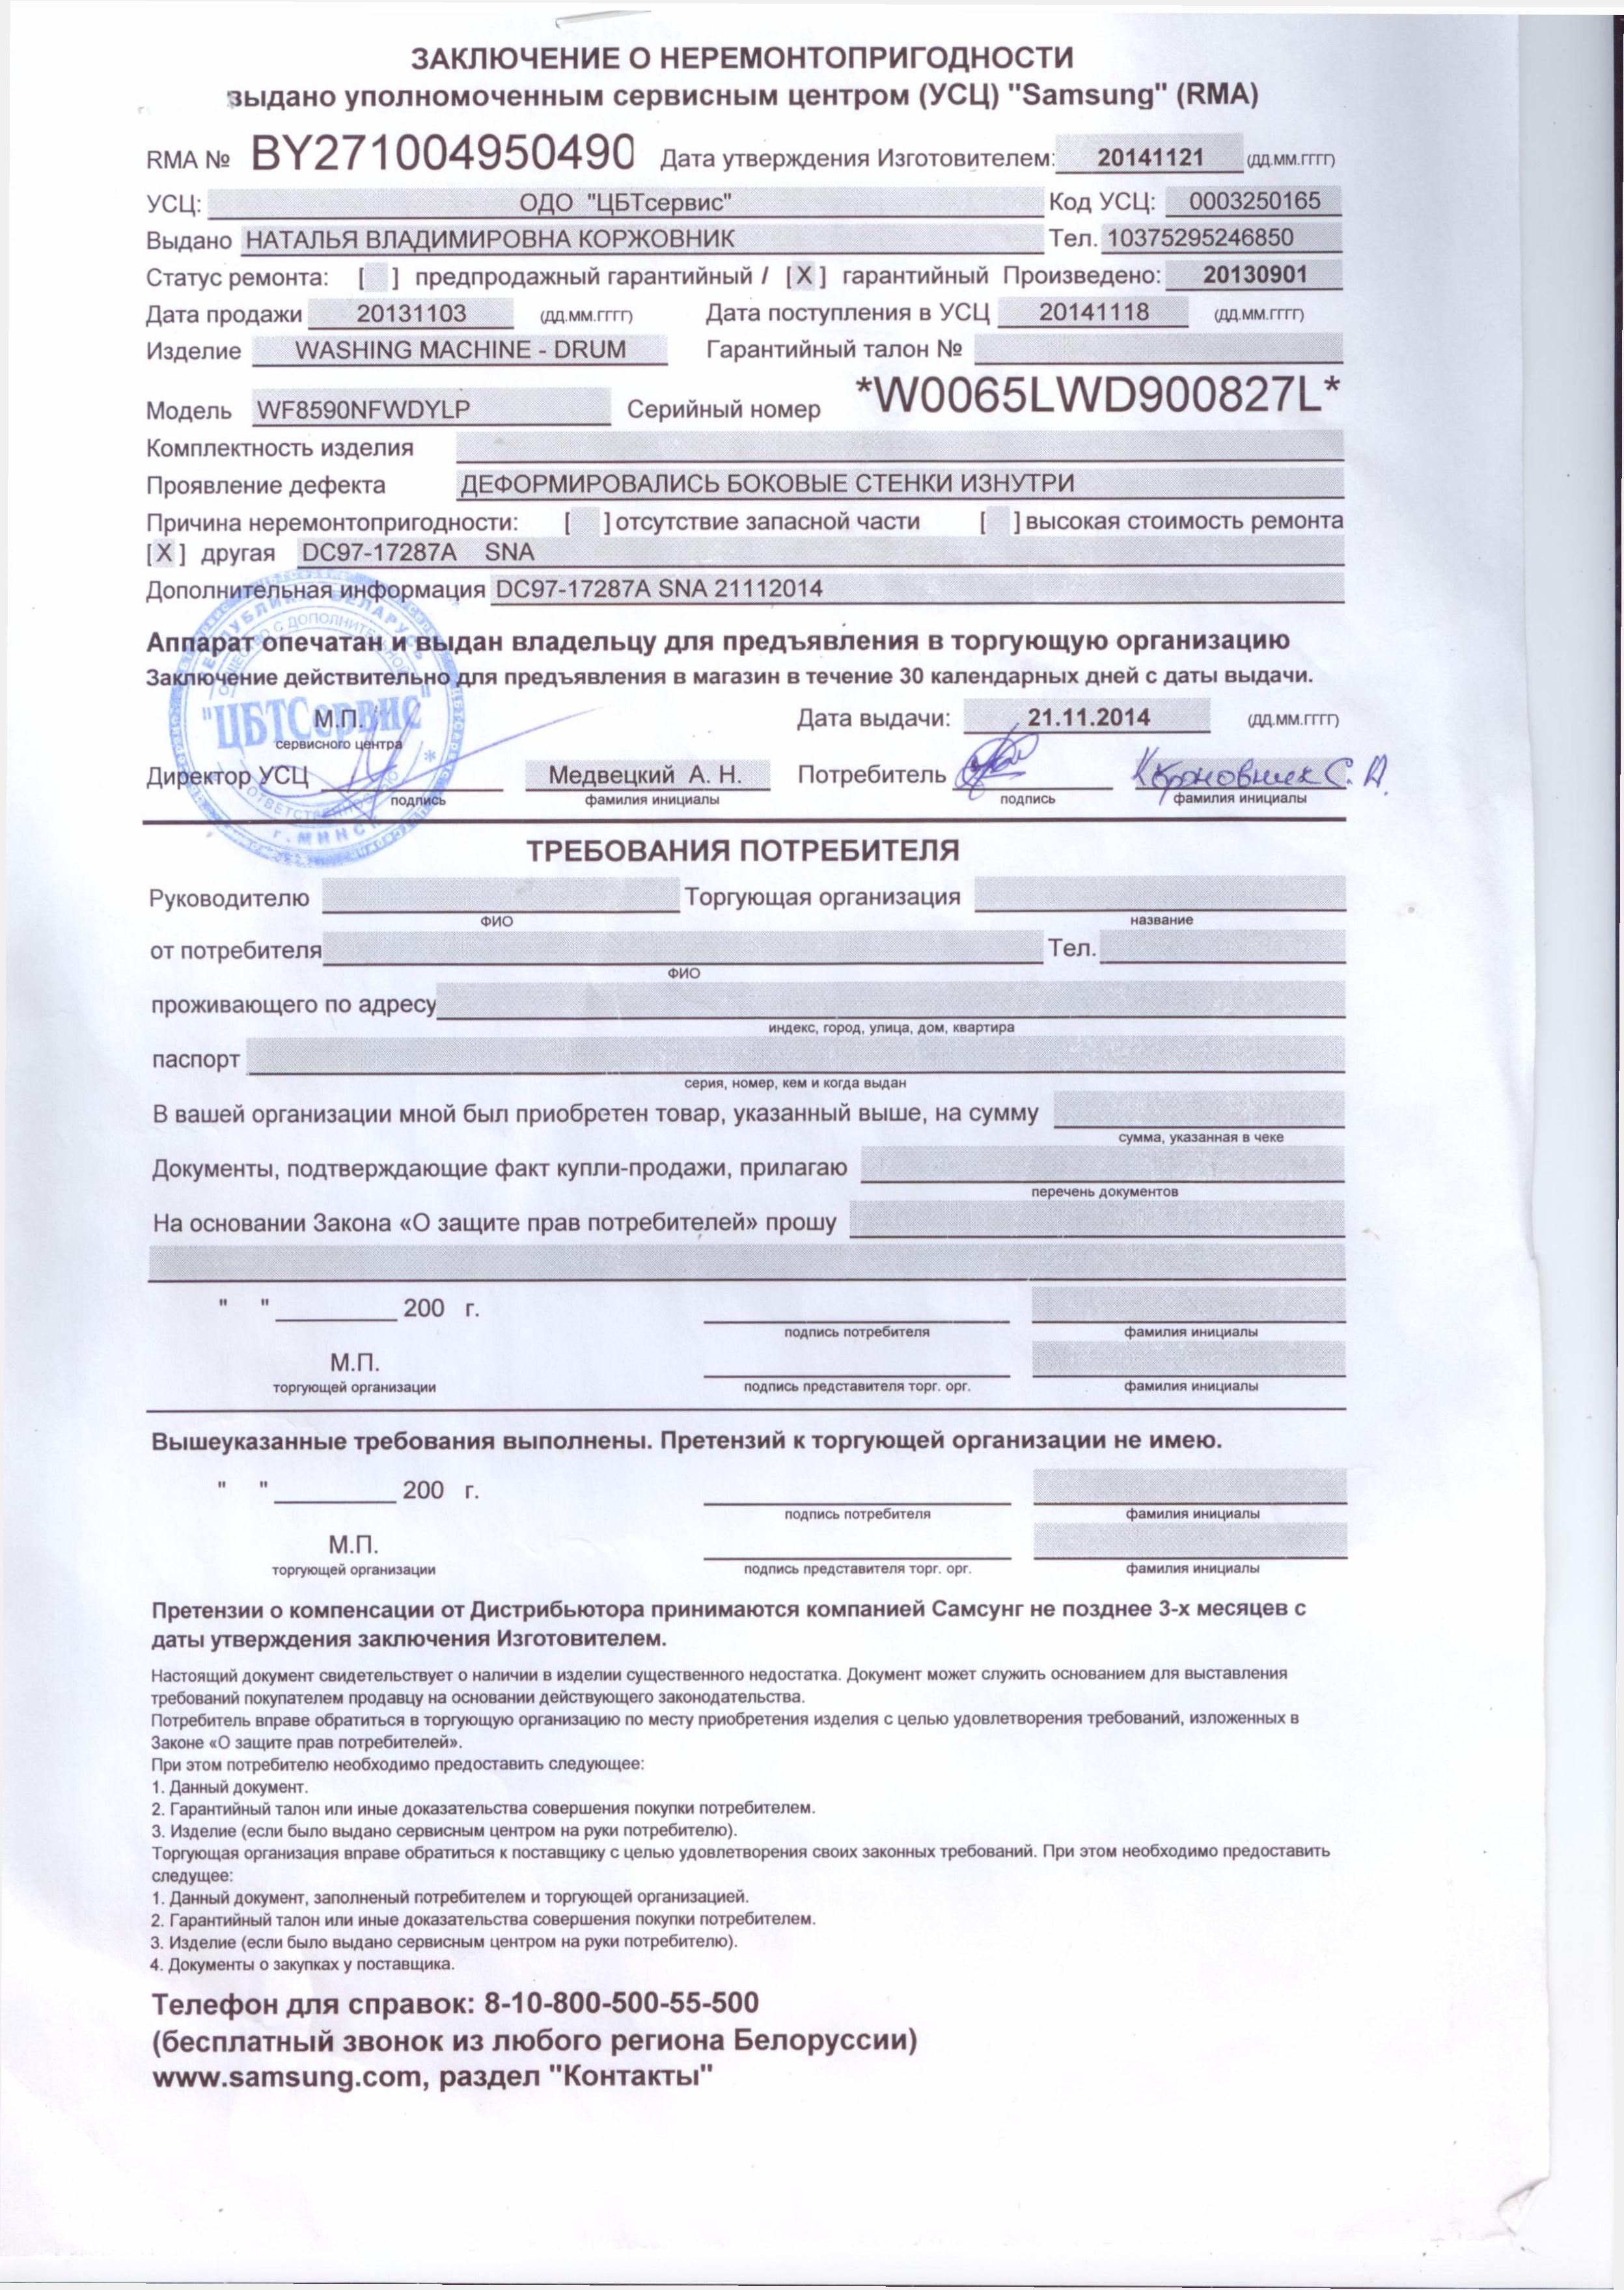 ЗАКЛЮЧЕНИЕ О НЕРЕМОНТОПРИГОДНОСТИ
выдано уполномоченным сервисным центром (УСЦ) "Samsung" (RMA)
RMA № BY271004950490 Дата утверждения Изготовителем: 20141121 (ДД.ММ.ГГГГ)
УСЦ: ОДО "ЦБТсервис" Код УСЦ: 0003250165
Выдано НАТАЛЬЯ ВЛАДИМИРОВНА КОРЖОВНИК Тел. 10375295246850
Статус ремонта: [ ] предпродажный гарантийный / [X] гарантийный Произведено: 20130901
Дата продажи 20131103 (ДД.ММ.ГГГГ) Дата поступления в УСЦ 20141118 (ДД.ММ.ГГГГ)
Изделие WASHING MACHINE - DRUM Гарантийный талон №
Модель WF8590NFWDYLP Серийный номер *W0065LWD900827L*
Комплектность изделия
Проявление дефекта ДЕФОРМИРОВАЛИСЬ БОКОВЫЕ СТЕНКИ ИЗНУТРИ
Причина неремонтопригодности: [ ] отсутствие запасной части [ ] высокая стоимость ремонта
[X] другая DC97-17287A SNA
Дополнительная информация DC97-17287A SNA 21112014
Аппарат опечатан и выдан владельцу для предъявления в торгующую организацию
Заключение действительно для предъявления в магазин в течение 30 календарных дней с даты выдачи.
"ЦБТСервис"
М.П. Дата выдачи: 21.11.2014 (ДД.ММ.ГГГГ)
сервисного центра
Директор УСЦ Медвецкий А. Н. Потребитель
подпись фамилия инициалы подпись фамилия инициалы
г. МИНСК
ТРЕБОВАНИЯ ПОТРЕБИТЕЛЯ
Руководителю Торгующая организация
ФИО название
от потребителя Тел.
ФИО
проживающего по адресу
индекс, город, улица, дом, квартира
паспорт
серия, номер, кем и когда выдан
В вашей организации мной был приобретен товар, указанный выше, на сумму
сумма, указанная в чеке
Документы, подтверждающие факт купли-продажи, прилагаю
перечень документов
На основании Закона «О защите прав потребителей» прошу
" " _________ 200 г.
подпись потребителя фамилия инициалы
М.П.
торгующей организации подпись представителя торг. орг. фамилия инициалы
Вышеуказанные требования выполнены. Претензий к торгующей организации не имею.
" " _________ 200 г.
подпись потребителя фамилия инициалы
М.П.
торгующей организации подпись представителя торг. орг. фамилия инициалы
Претензии о компенсации от Дистрибьютора принимаются компанией Самсунг не позднее 3-х месяцев с
даты утверждения заключения Изготовителем.
Настоящий документ свидетельствует о наличии в изделии существенного недостатка. Документ может служить основанием для выставления
требований покупателем продавцу на основании действующего законодательства.
Потребитель вправе обратиться в торгующую организацию по месту приобретения изделия с целью удовлетворения требований, изложенных в
Законе «О защите прав потребителей».
При этом потребителю необходимо предоставить следующее:
1. Данный документ.
2. Гарантийный талон или иные доказательства совершения покупки потребителем.
3. Изделие (если было выдано сервисным центром на руки потребителю).
Торгующая организация вправе обратиться к поставщику с целью удовлетворения своих законных требований. При этом необходимо предоставить
следущее:
1. Данный документ, заполненый потребителем и торгующей организацией.
2. Гарантийный талон или иные доказательства совершения покупки потребителем.
3. Изделие (если было выдано сервисным центром на руки потребителю).
4. Документы о закупках у поставщика.
Телефон для справок: 8-10-800-500-55-500
(бесплатный звонок из любого региона Белоруссии)
www.samsung.com, раздел "Контакты"